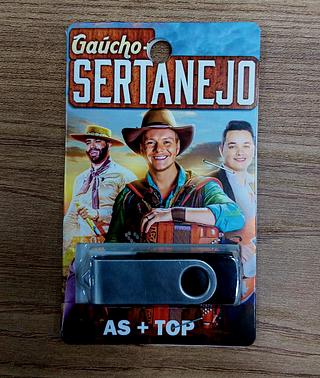 Gaúcho
SERTANEJO
AS + TOP